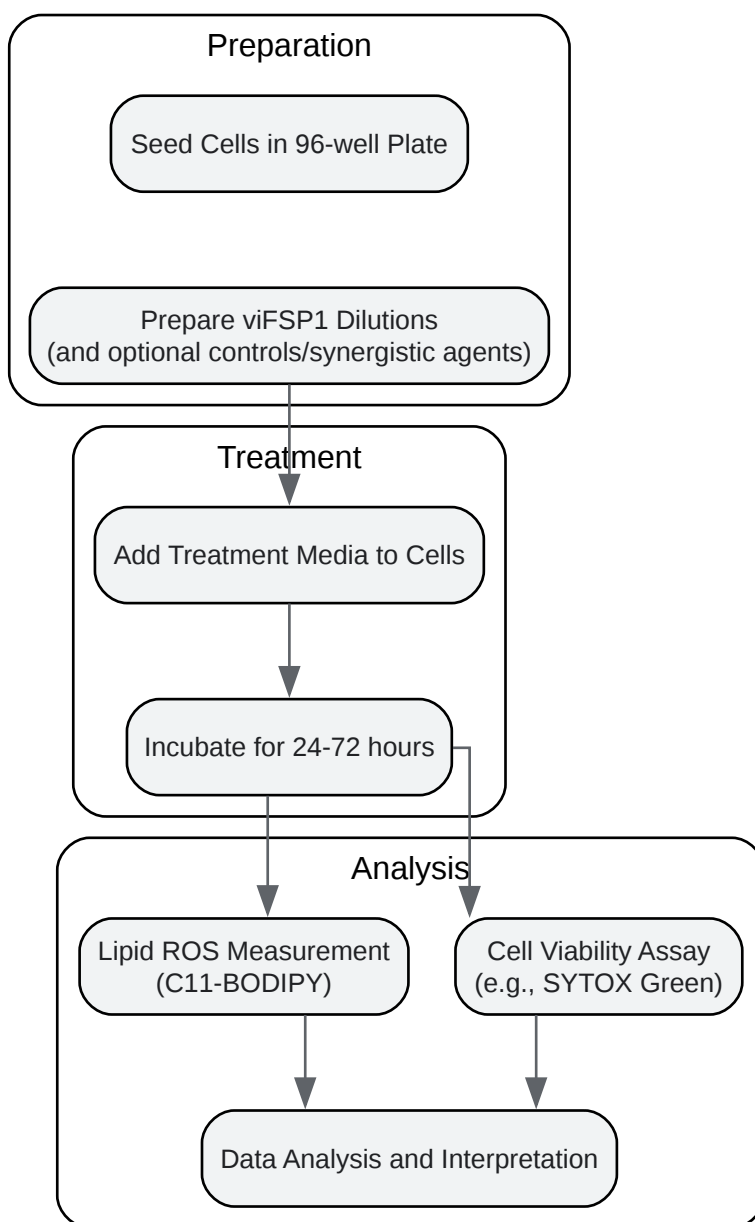 Preparation
Seed Cells in 96-well Plate
Prepare viFSP1 Dilutions
(and optional controls/synergistic agents)
Treatment
Add Treatment Media to Cells
Incubate for 24-72 hours
Analysis
Lipid ROS Measurement
(C11-BODIPY)
Cell Viability Assay
(e.g., SYTOX Green)
Data Analysis and Interpretation